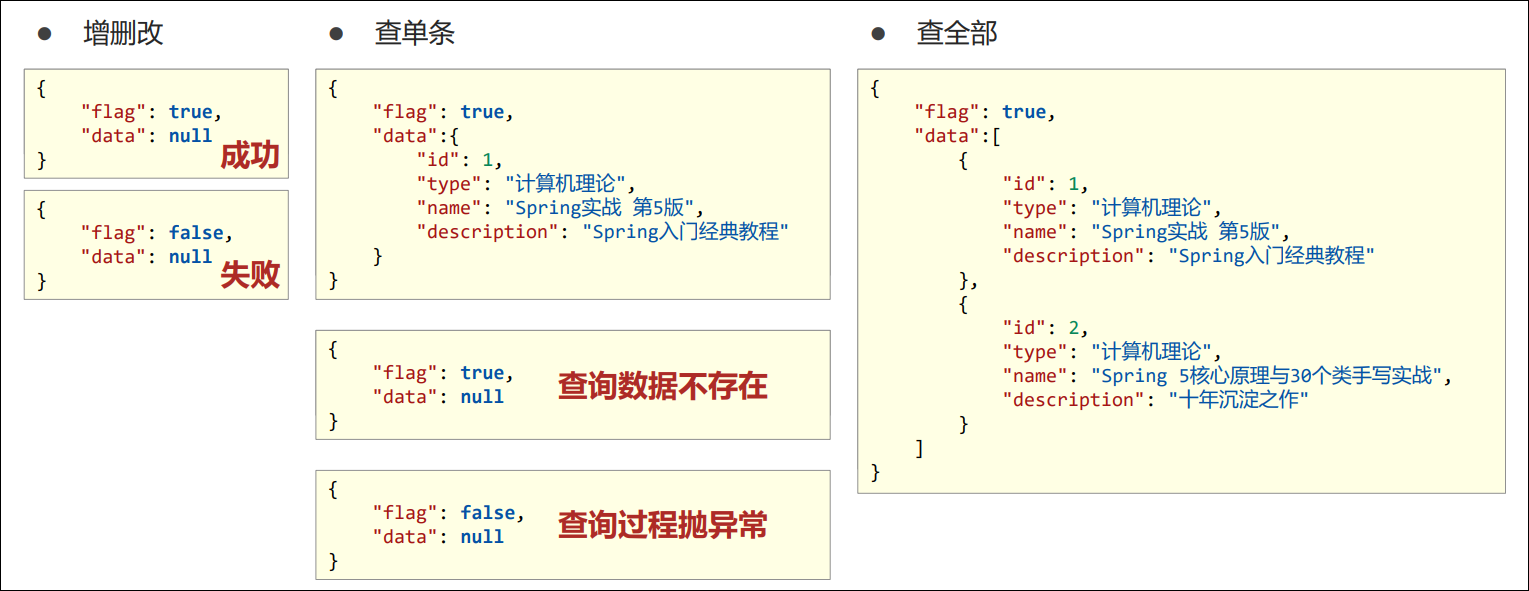 ● 增删改
{
    "flag": true,
    "data": null
}
成功
{
    "flag": false,
    "data": null
}
失败
● 查单条
{
    "flag": true,
    "data":{
        "id": 1,
        "type": "计算机理论",
        "name": "Spring实战 第5版",
        "description": "Spring入门经典教程"
    }
}
{
    "flag": true,
    "data": null
}
查询数据不存在
{
    "flag": false,
    "data": null
}
查询过程抛异常
● 查全部
{
    "flag": true,
    "data":[
        {
            "id": 1,
            "type": "计算机理论",
            "name": "Spring实战 第5版",
            "description": "Spring入门经典教程"
        },
        {
            "id": 2,
            "type": "计算机理论",
            "name": "Spring 5核心原理与30个类手写实战",
            "description": "十年沉淀之作"
        }
    ]
}